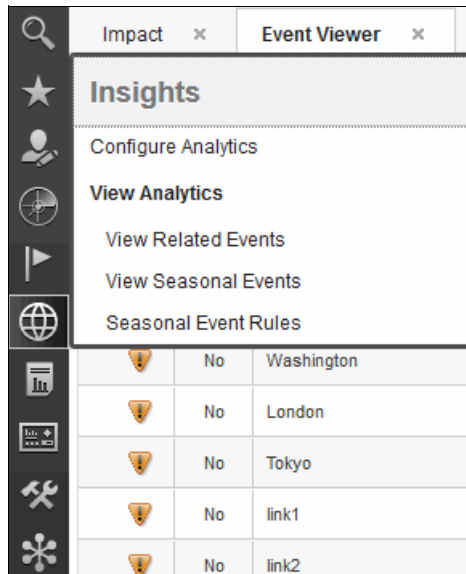 Impact × Event Viewer ×
Insights
Configure Analytics
View Analytics
View Related Events
View Seasonal Events
Seasonal Event Rules
No Washington
No London
No Tokyo
No link1
No link2